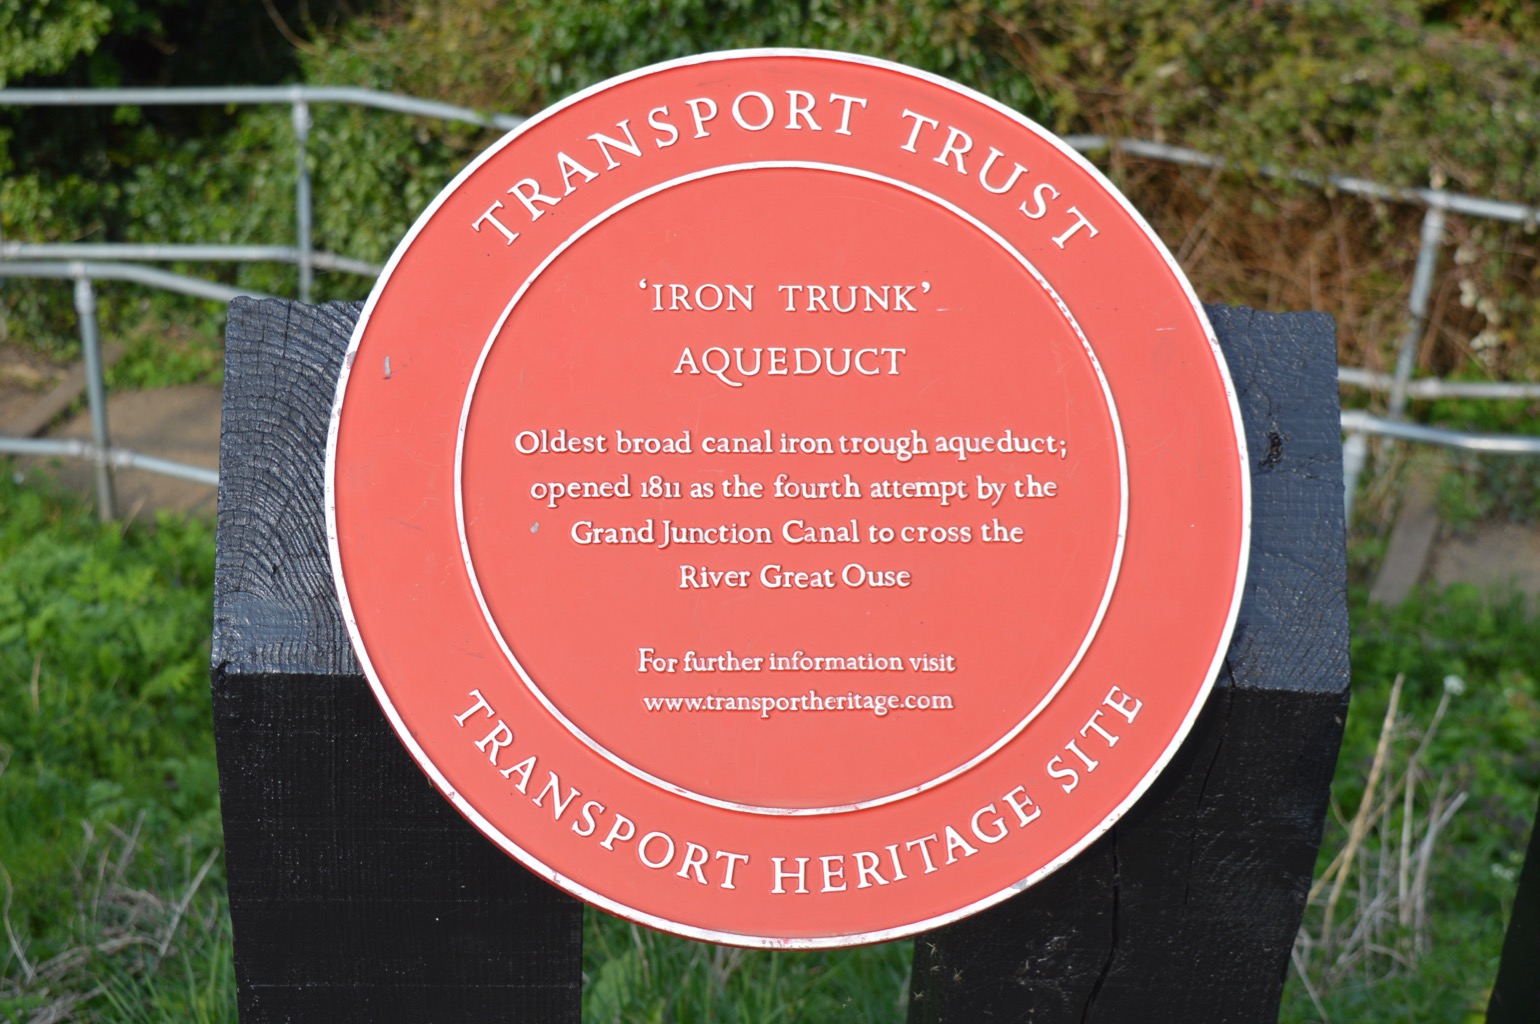 TRANSPORT TRUST
‘IRON TRUNK’
AQUEDUCT
Oldest broad canal iron trough aqueduct;
opened 1811 as the fourth attempt by the
Grand Junction Canal to cross the
River Great Ouse
For further information visit
www.transportheritage.com
TRANSPORT HERITAGE SITE